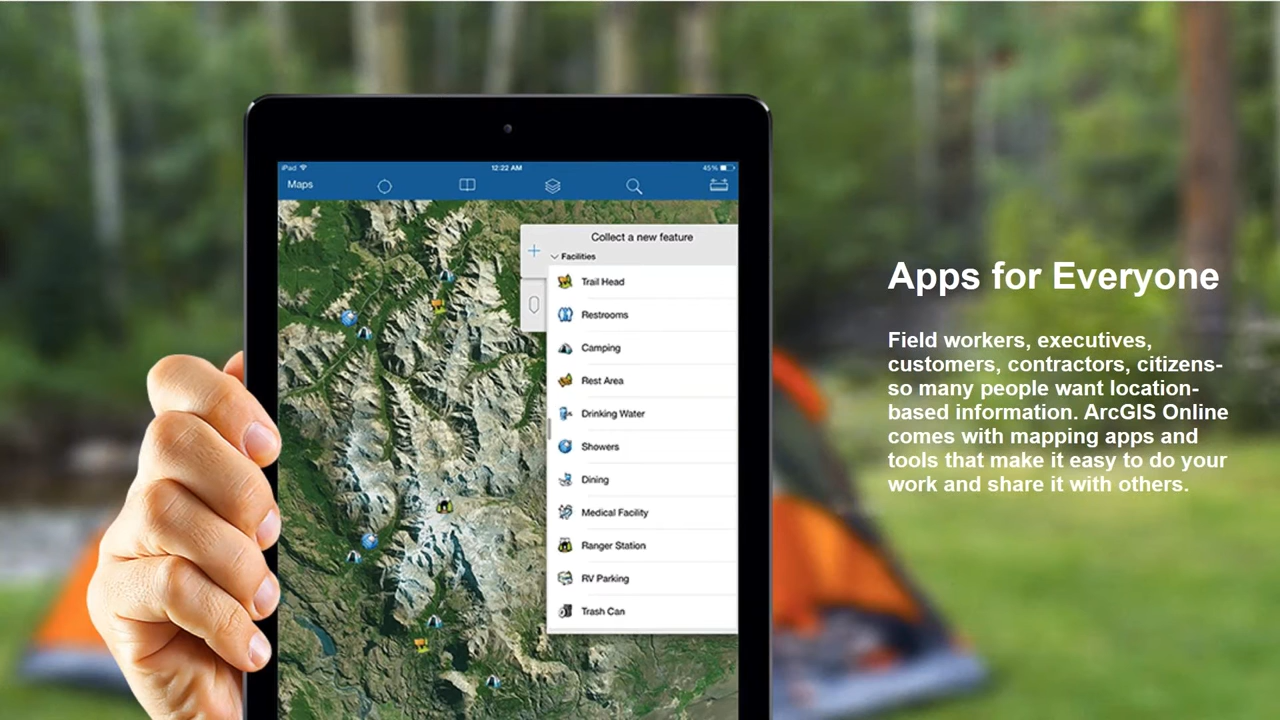 iPad 12:22 AM 45%
Maps
Collect a new feature
Facilities
Trail Head
Restrooms
Camping
Rest Area
Drinking Water
Showers
Dining
Medical Facility
Ranger Station
RV Parking
Trash Can
Apps for Everyone
Field workers, executives,
customers, contractors, citizens-
so many people want location-
based information. ArcGIS Online
comes with mapping apps and
tools that make it easy to do your
work and share it with others.